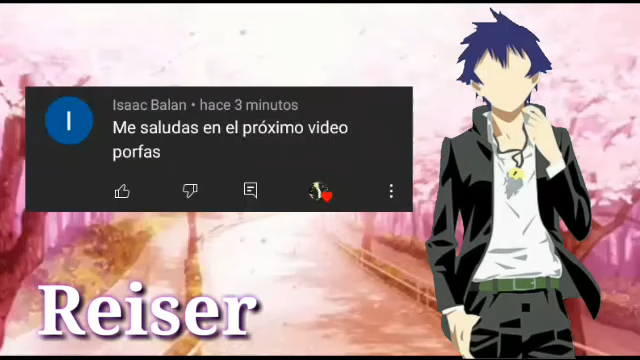 Isaac Balan • hace 3 minutos
I
Me saludas en el próximo video
porfas
Reiser